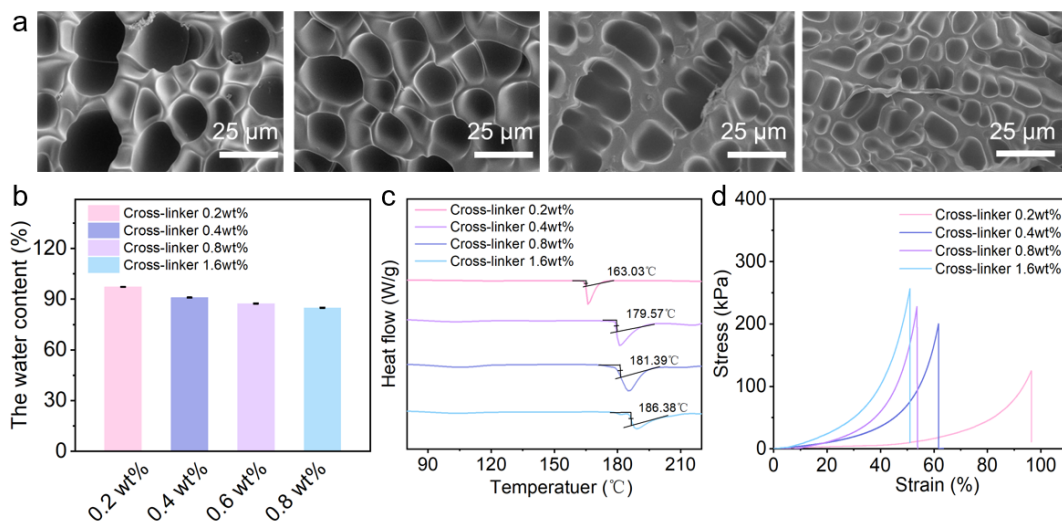 a
25 µm
25 µm
25 µm
25 µm
b
The water content (%)
120
90
60
30
0
Cross-linker 0.2wt%
Cross-linker 0.4wt%
Cross-linker 0.8wt%
Cross-linker 1.6wt%
0.2 wt%
0.4 wt%
0.6 wt%
0.8 wt%
c
Heat flow (W/g)
Cross-linker 0.2wt%
Cross-linker 0.4wt%
Cross-linker 0.8wt%
Cross-linker 1.6wt%
163.03℃
179.57℃
181.39℃
186.38℃
90
120
150
180
210
Temperatuer (℃)
d
Stress (kPa)
400
300
200
100
0
Cross-linker 0.2wt%
Cross-linker 0.4wt%
Cross-linker 0.8wt%
Cross-linker 1.6wt%
0
20
40
60
80
100
Strain (%)